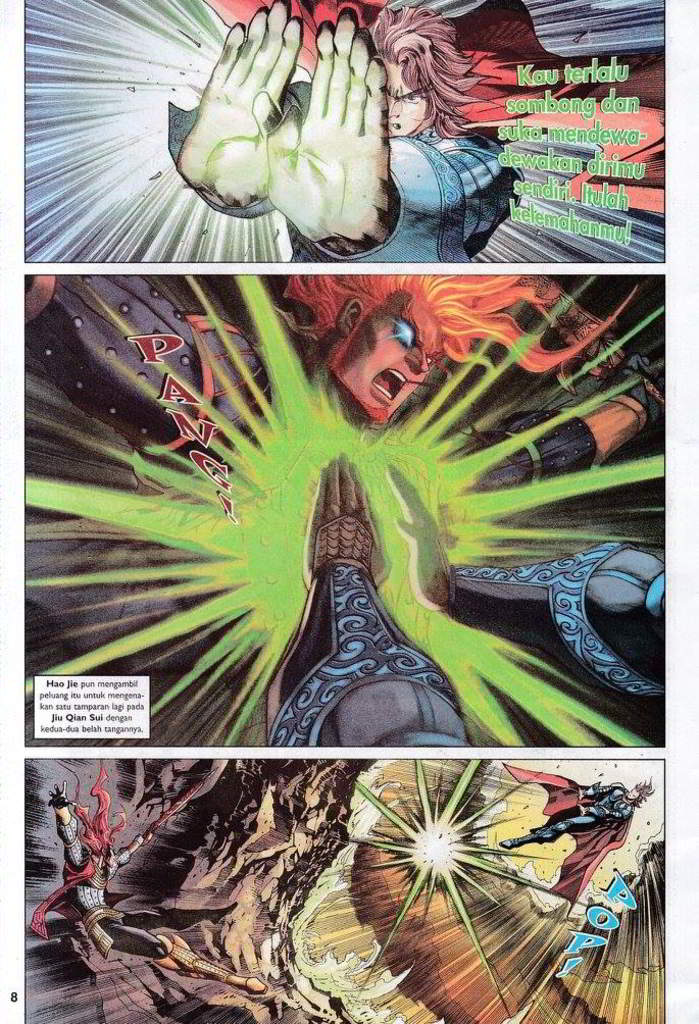 Kau terlalu
sombong dan
suka mendewa-
dewakan dirimu
sendiri. Itulah
kelemahanmu!
PANG!
Hao Jie pun mengambil
peluang itu untuk mengena-
kan satu tamparan lagi pada
Jiu Qian Sui dengan
kedua-dua belah tangannya.
POP!
8